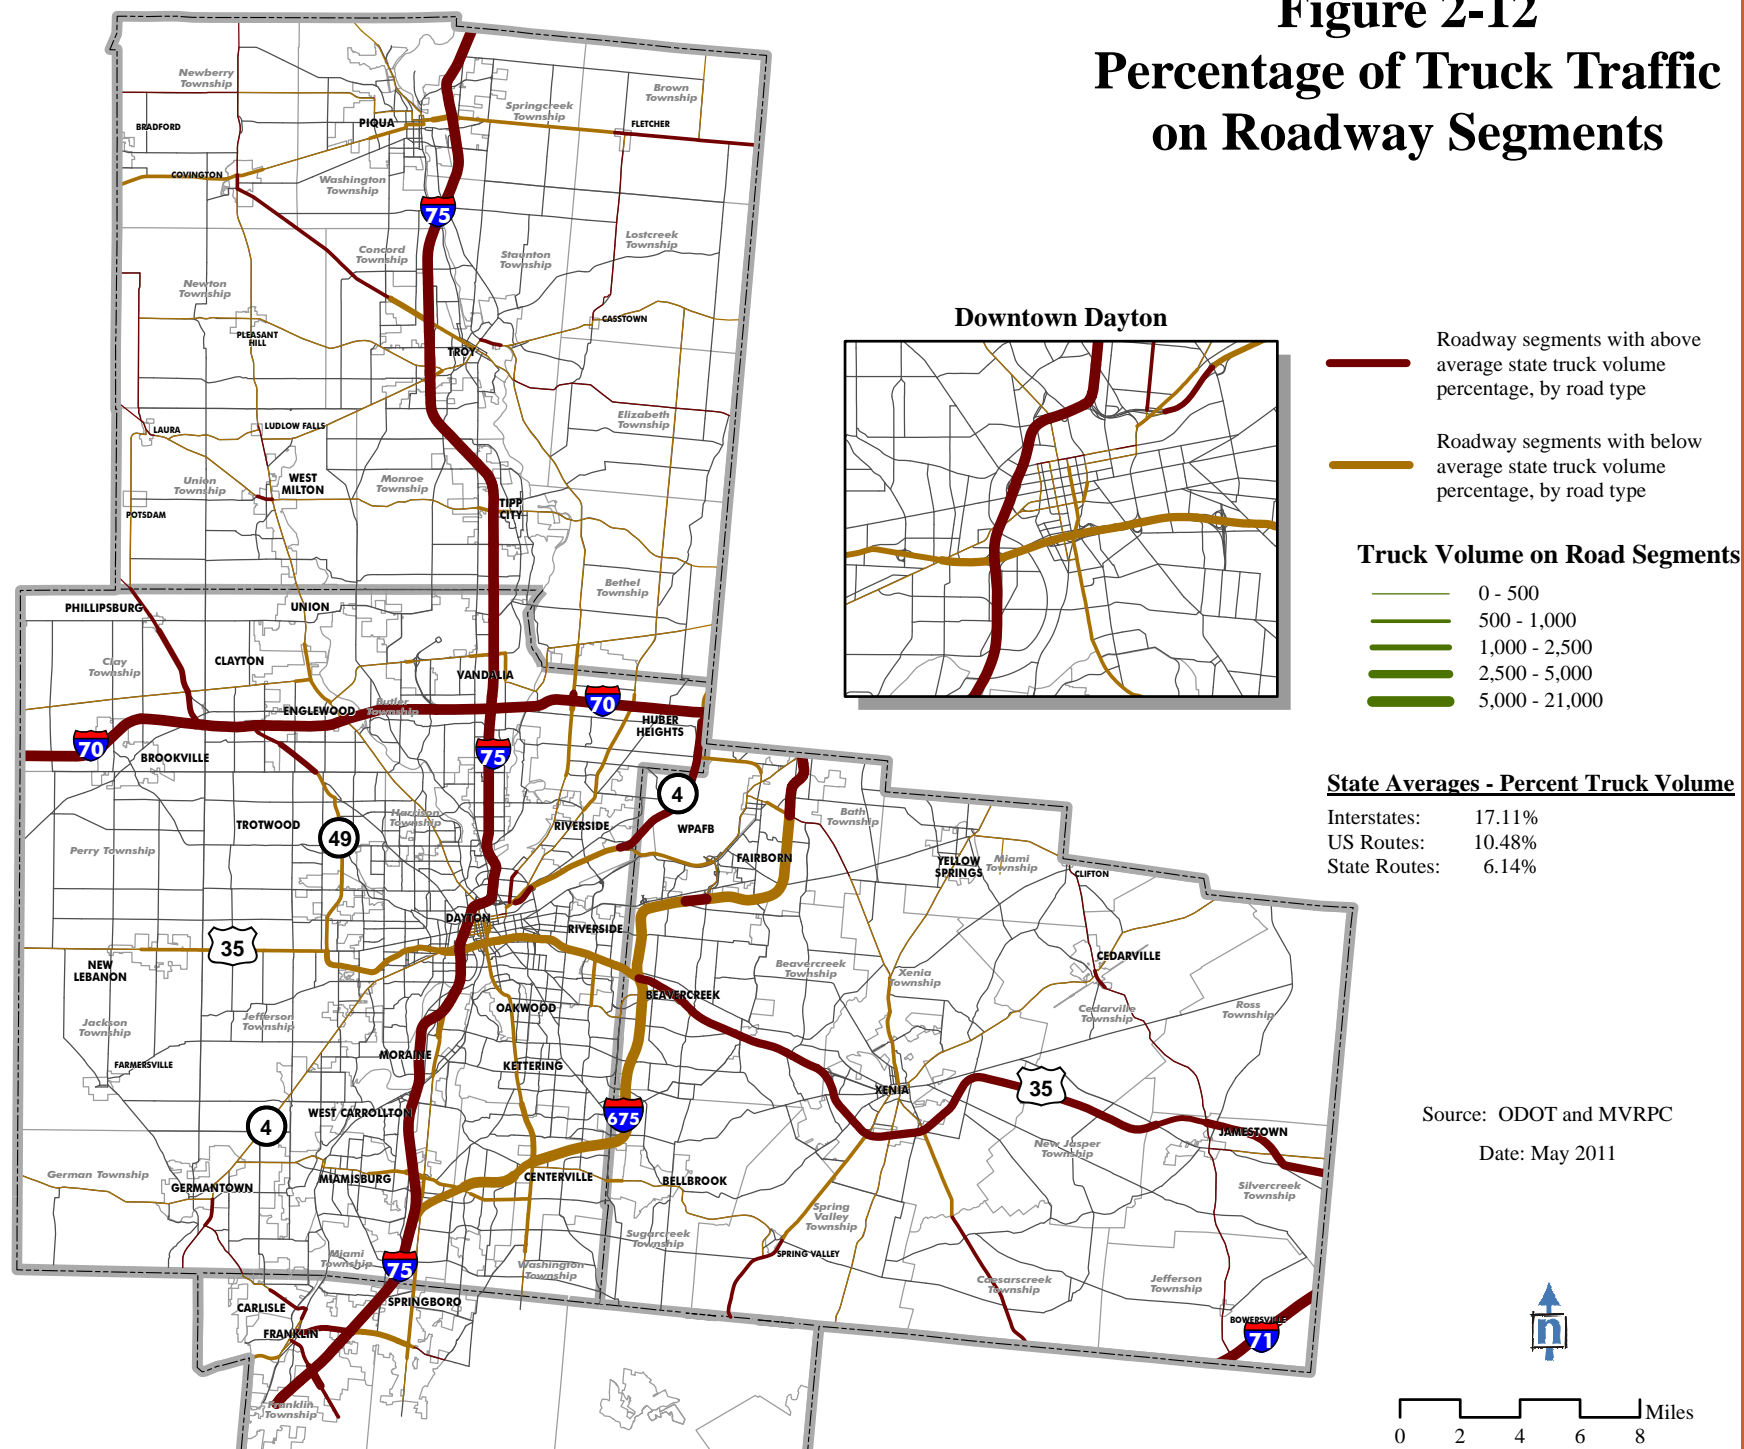 Figure 2-12
Percentage of Truck Traffic
on Roadway Segments
Newberry
Township
Brown
Township
Springcreek
Township
BRADFORD
PIQUA
FLETCHER
COVINGTON
Washington
Township
75
Lostcreek
Township
Concord
Township
Staunton
Township
Newton
Township
PLEASANT
HILL
CASSTOWN
TROY
Elizabeth
Township
LAURA
LUDLOW FALLS
Union
Township
WEST
MILTON
Monroe
Township
TIPP
CITY
POTSDAM
Bethel
Township
PHILLIPSBURG
UNION
Clay
Township
CLAYTON
VANDALIA
ENGLEWOOD
Butler
Township
70
HUBER
HEIGHTS
70
BROOKVILLE
75
4
TROTWOOD
Harrison
Township
RIVERSIDE
WPAFB
Bath
Township
49
Perry Township
FAIRBORN
YELLOW
SPRINGS
Miami
Township
CLIFTON
DAYTON
RIVERSIDE
35
NEW
LEBANON
CEDARVILLE
Beavercreek
Township
Xenia
Township
BEAVERCREEK
OAKWOOD
Cedarville
Township
Ross
Township
Jackson
Township
Jefferson
Township
MORAINE
FARMERSVILLE
KETTERING
XENIA
35
WEST CARROLLTON
675
4
JAMESTOWN
New Jasper
Township
German Township
GERMANTOWN
MIAMISBURG
CENTERVILLE
BELLBROOK
Silvercreek
Township
Spring
Valley
Township
Sugarcreek
Township
SPRING VALLEY
Miami
Township
75
Washington
Township
Caesarscreek
Township
Jefferson
Township
CARLISLE
SPRINGBORO
FRANKLIN
BOWERSVILLE
71
Franklin
Township
Downtown Dayton
Roadway segments with above
average state truck volume
percentage, by road type
Roadway segments with below
average state truck volume
percentage, by road type
Truck Volume on Road Segments
0 - 500
500 - 1,000
1,000 - 2,500
2,500 - 5,000
5,000 - 21,000
State Averages - Percent Truck Volume
Interstates: 17.11%
US Routes: 10.48%
State Routes: 6.14%
Source: ODOT and MVRPC
Date: May 2011
n
Miles
0 2 4 6 8